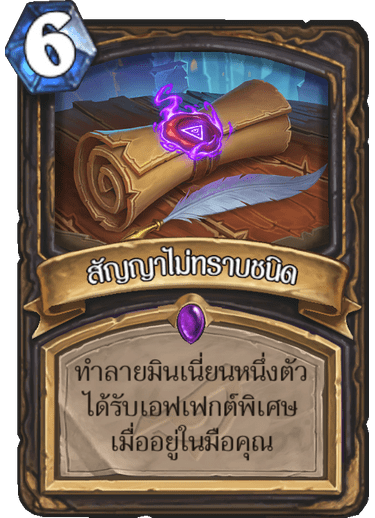 6
สัญญาไม่ทราบชนิด
ทำลายมินเนี่ยนหนึ่งตัว
ได้รับเอฟเฟกต์พิเศษ
เมื่ออยู่ในมือคุณ